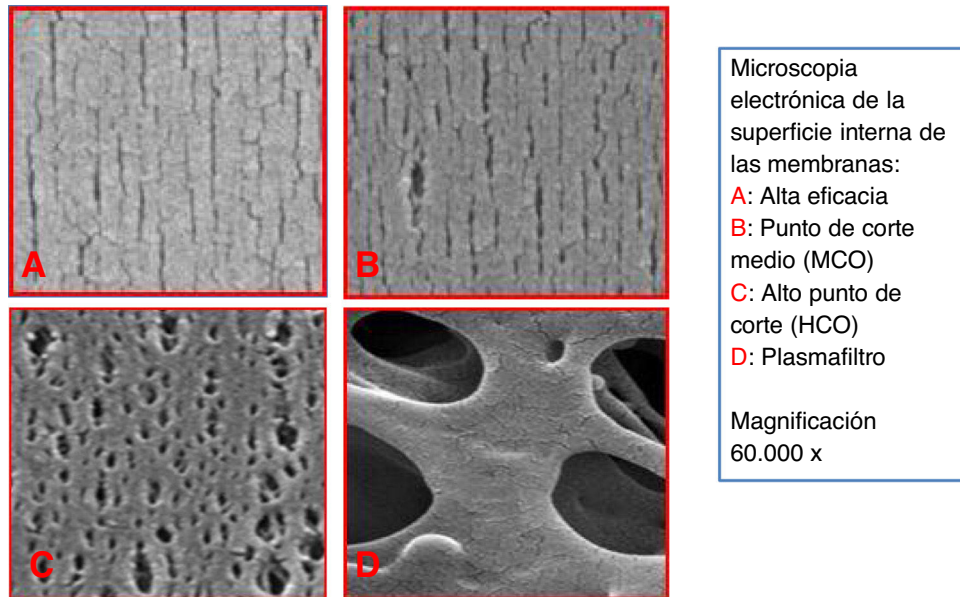 A
B
C
D
Microscopia
electrónica de la
superficie interna de
las membranas:
A: Alta eficacia
B: Punto de corte
medio (MCO)
C: Alto punto de
corte (HCO)
D: Plasmafiltro
Magnificación
60.000 x